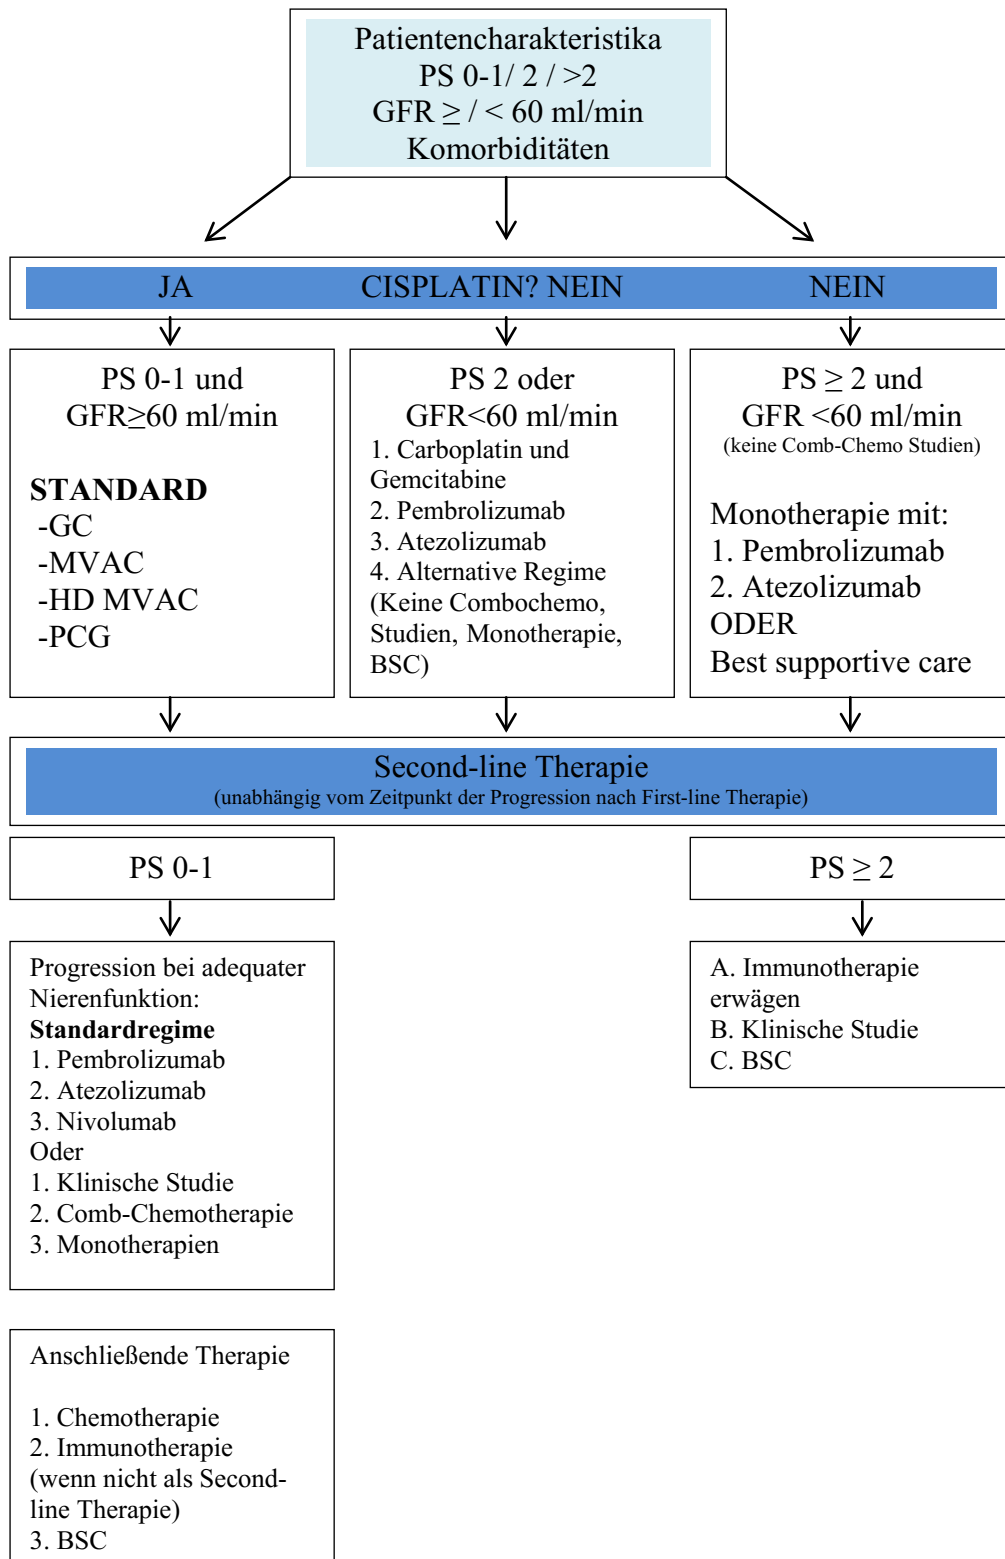 Patientencharakteristika
PS 0-1/ 2 / >2
GFR ≥ / < 60 ml/min
Komorbiditäten
JA CISPLATIN? NEIN NEIN
PS 0-1 und
GFR≥60 ml/min
STANDARD
-GC
-MVAC
-HD MVAC
-PCG
PS 2 oder
GFR<60 ml/min
1. Carboplatin und
Gemcitabine
2. Pembrolizumab
3. Atezolizumab
4. Alternative Regime
(Keine Combochemo,
Studien, Monotherapie,
BSC)
PS ≥ 2 und
GFR <60 ml/min
(keine Comb-Chemo Studien)
Monotherapie mit:
1. Pembrolizumab
2. Atezolizumab
ODER
Best supportive care
Second-line Therapie
(unabhängig vom Zeitpunkt der Progression nach First-line Therapie)
PS 0-1
PS ≥ 2
Progression bei adequater
Nierenfunktion:
Standardregime
1. Pembrolizumab
2. Atezolizumab
3. Nivolumab
Oder
1. Klinische Studie
2. Comb-Chemotherapie
3. Monotherapien
A. Immunotherapie
erwägen
B. Klinische Studie
C. BSC
Anschließende Therapie
1. Chemotherapie
2. Immunotherapie
(wenn nicht als Second-
line Therapie)
3. BSC